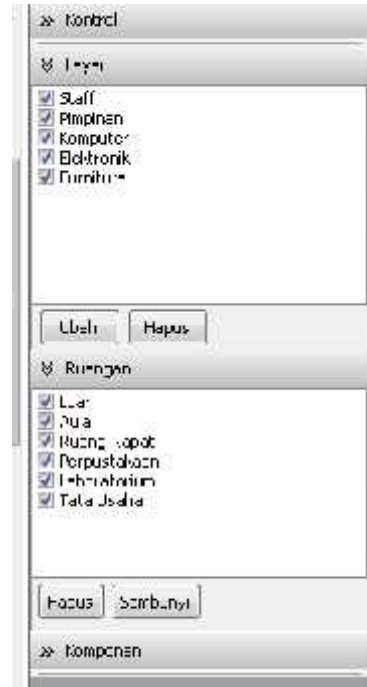 Kontrol
Layer
Staff
Pimpinan
Komputer
Elektronik
Furniture
Ubah Hapus
Ruangan
Luar
Aula
Ruang Rapat
Perpustakaan
Laboratorium
Tata Usaha
Hapus Sembunyi
Komponen